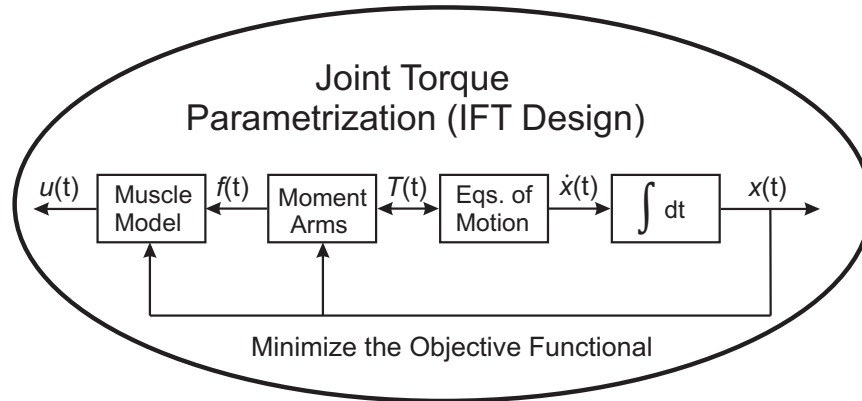 Joint Torque
Parametrization (IFT Design)
u(t) Muscle Model f(t) Moment Arms T(t) Eqs. of Motion ẋ(t) ∫ dt x(t)
Minimize the Objective Functional